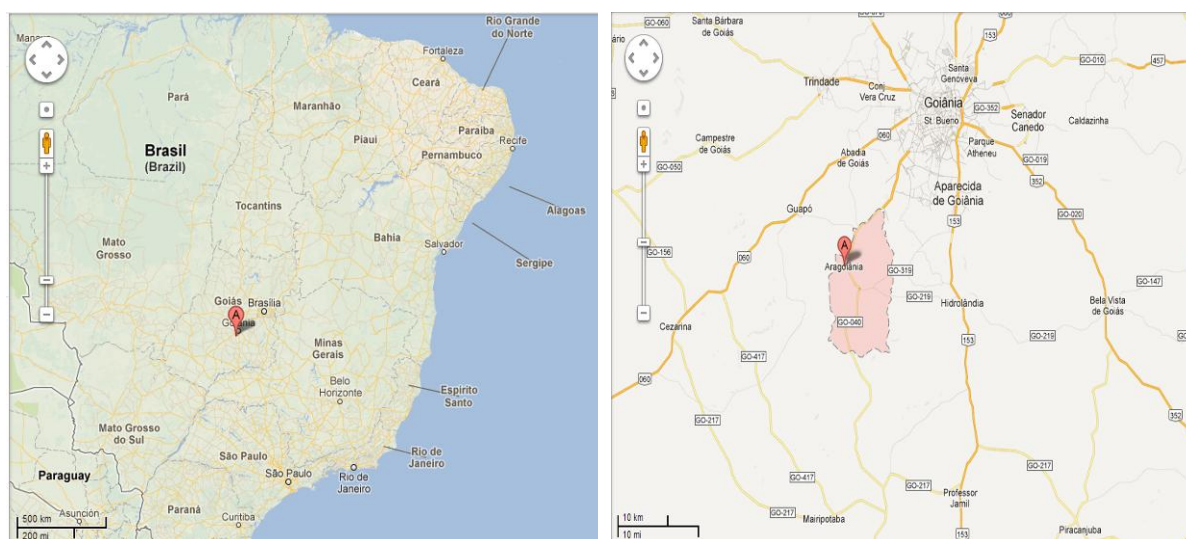 Rio Grande
do Norte
Fortaleza
Ceará
Pará
Maranhão
Paraiba
Piaui
Recife
Brasil
(Brazil)
Pernambuco
Tocantins
Alagoas
Mato
Grosso
Bahia
Salvador
Sergipe
Goiás
Brasília
A
Goiânia
Minas
Gerais
Belo
Horizonte
Espirito
Santo
Mato Grosso
do Sul
São Paulo
Rio de
Janeiro
Paraguay
São Paulo
Rio de
Janeiro
Asunción
Paraná
Curitiba
500 km
200 mi
GO-060
Santa Bárbara
de Goiás
060
153
Santa
Genoveva
GO-010
457
Trindade
Conj
Vera Cruz
Goiânia
GO-352
St. Bueno
Senador
Canedo
Caldazinha
060
Campestre
de Goiás
Abadia
de Goiás
Parque
Atheneu
GO-019
GO-050
352
Aparecida
de Goiânia
Guapó
153
GO-020
GO-156
060
A
Aragoiânia
GO-319
GO-147
GO-219
Hidrolândia
Bela Vista
de Goiás
Cezarina
GO-040
GO-219
153
GO-417
060
GO-217
352
GO-417
GO-217
GO-217
Professor
Jamil
GO-217
Mairipotaba
Piracanjuba
153
10 km
10 mi